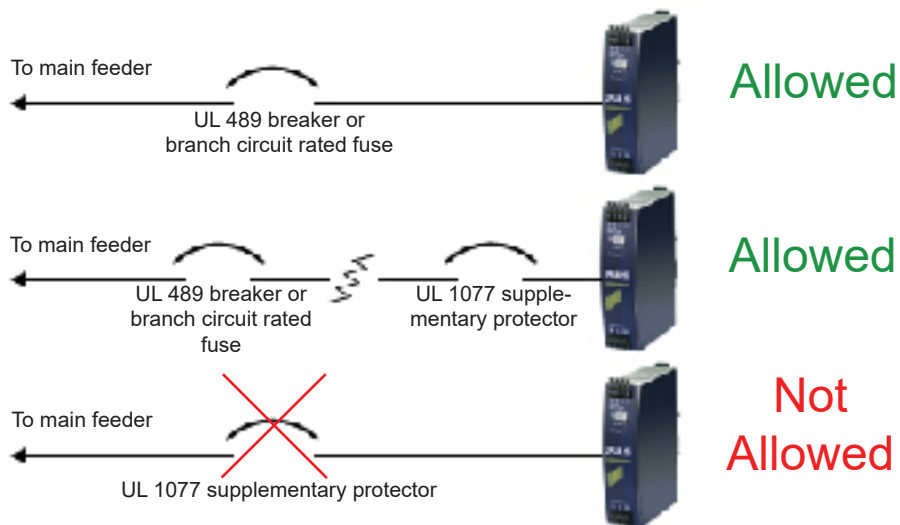 To main feeder
UL 489 breaker or
branch circuit rated fuse
Allowed
To main feeder
UL 489 breaker or
branch circuit rated
fuse
UL 1077 supple-
mentary protector
Allowed
To main feeder
UL 1077 supplementary protector
Not
Allowed